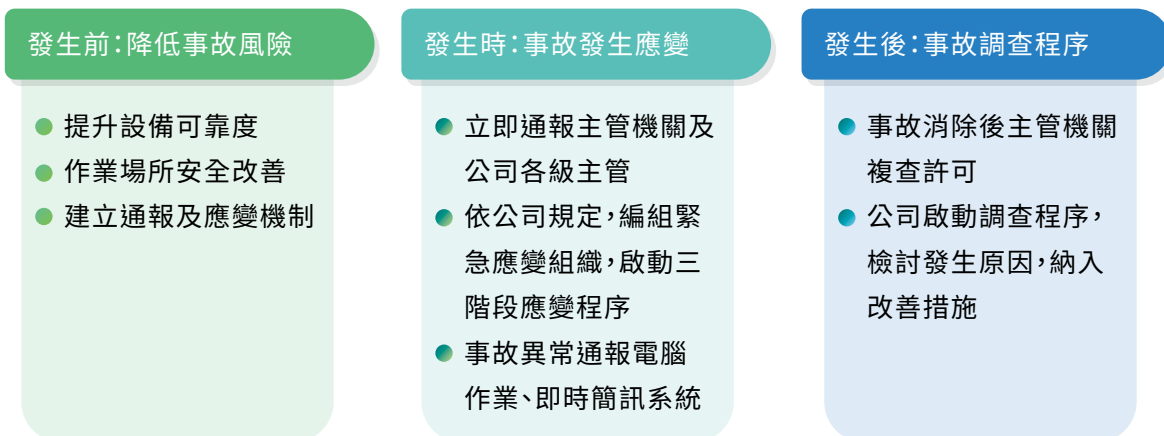 發生前：降低事故風險
提升設備可靠度
作業場所安全改善
建立通報及應變機制
發生時：事故發生應變
立即通報主管機關及
公司各級主管
依公司規定，編組緊
急應變組織，啟動三
階段應變程序
事故異常通報電腦
作業、即時簡訊系統
發生後：事故調查程序
事故消除後主管機關
複查許可
公司啟動調查程序，
檢討發生原因，納入
改善措施